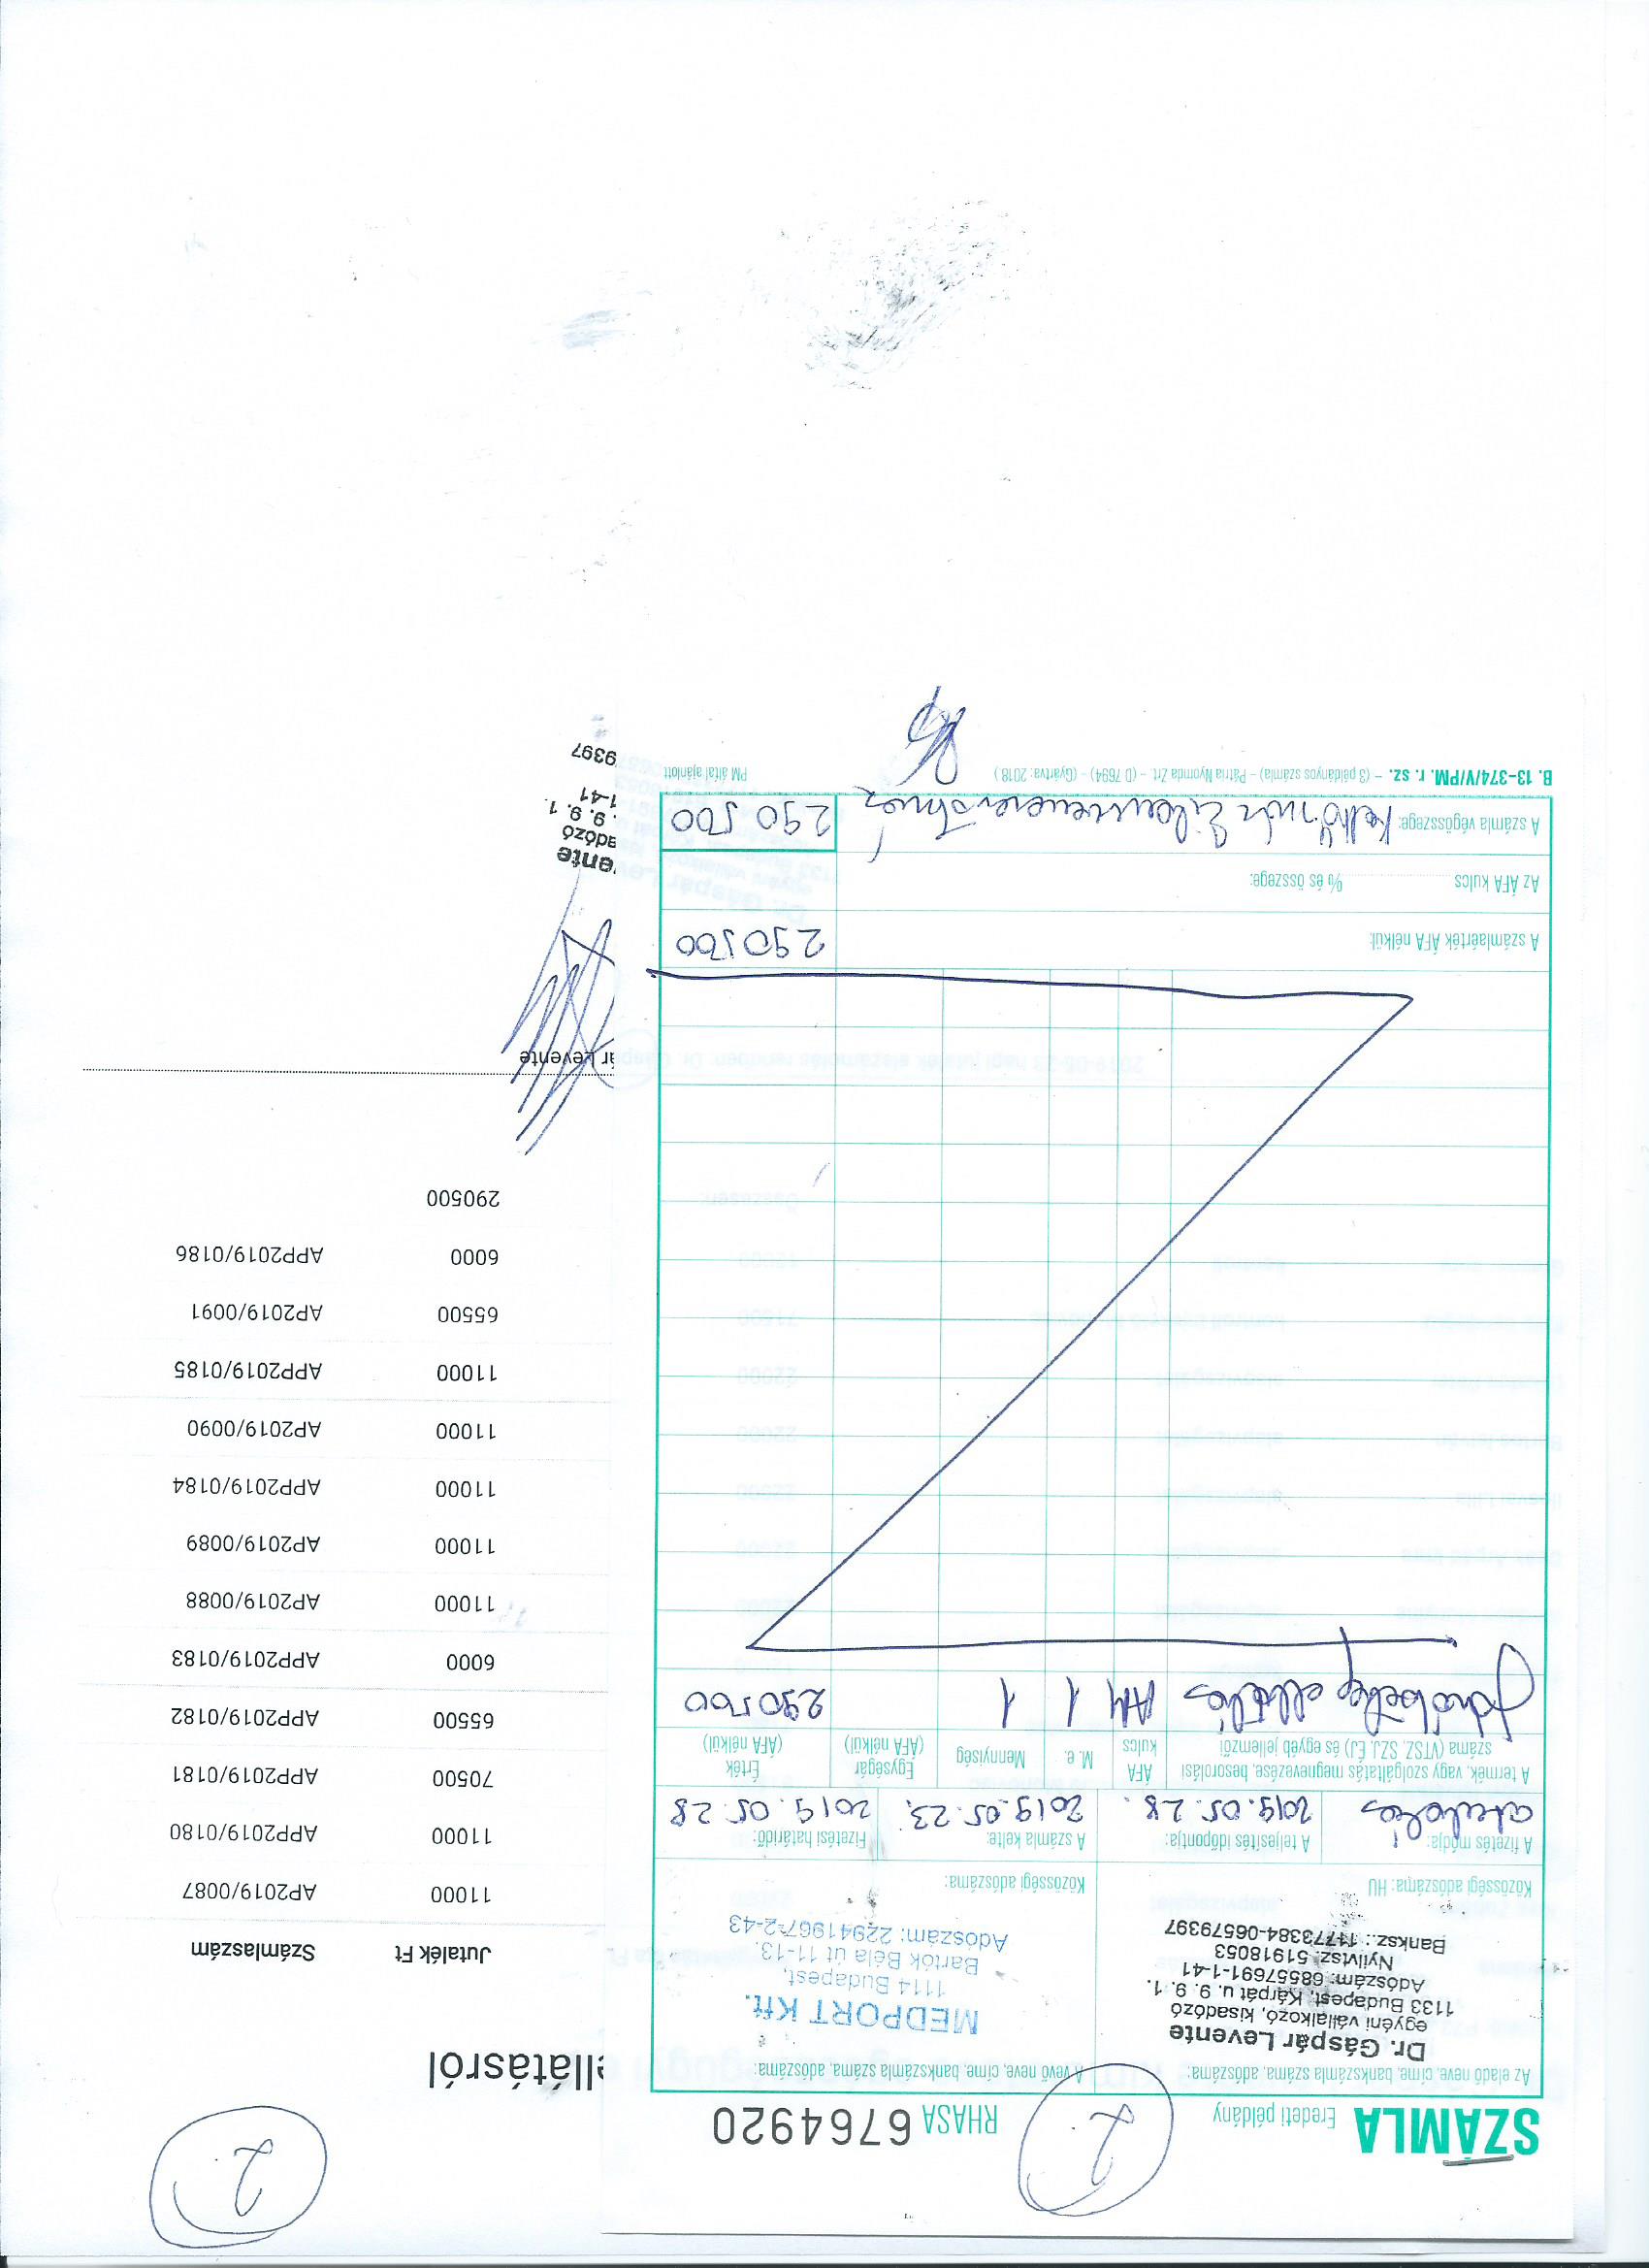 2.
2.
SZÁMLA Eredeti példány RHASA 6764920
Az eladó neve, címe, bankszámla száma, adószáma:
Dr. Gáspár Levente
egyéni vállalkozó, kisadózó
1133 Budapest, Kárpát u. 9. 9. 1.
Adószám: 68557691-1-41
Nyilvtsz: 51918053
Banksz.: 11773384-06579397
Közösségi adószáma: HU
A vevő neve, címe, bankszámla száma, adószáma:
MEDPORT Kft.
1114 Budapest,
Bartók Béla út 11-13.
Adószám: 22941967-2-43
Közösségi adószáma:
A fizetés módja: A teljesítés időpontja: A számla kelte: Fizetési határidő:
átutalás 2019.05.28. 2019.05.23. 2019.05.28
A termék, vagy szolgáltatás megnevezése, besorolási száma (VTSZ, SZJ, ÉJ) és egyéb jellemzői ÁFA kulcs M. e. Mennyiség Egységár (ÁFA nélkül) Érték (ÁFA nélkül)
Járóbeteg ellátás AM 1 1 290500
A számlaérték ÁFA nélkül: 290500
Az ÁFA kulcs % és összege:
A számla végösszege: 290 500
B. 13-374/V/PM. r. sz. – (3 példányos számla) – Pátria Nyomda Zrt. – (D 7694) – (Gyártva: 2018.) PM által ajánlott
ellátásról
Jutalék Ft Számlaszám
11000 AP2019/0087
11000 APP2019/0180
70500 APP2019/0181
65500 APP2019/0182
6000 APP2019/0183
11000 AP2019/0088
11000 AP2019/0089
11000 APP2019/0184
11000 AP2019/0090
11000 APP2019/0185
65500 AP2019/0091
6000 APP2019/0186
290500
ár Levente
ente
adózó
. 9. 9. 1.
1-41
9397